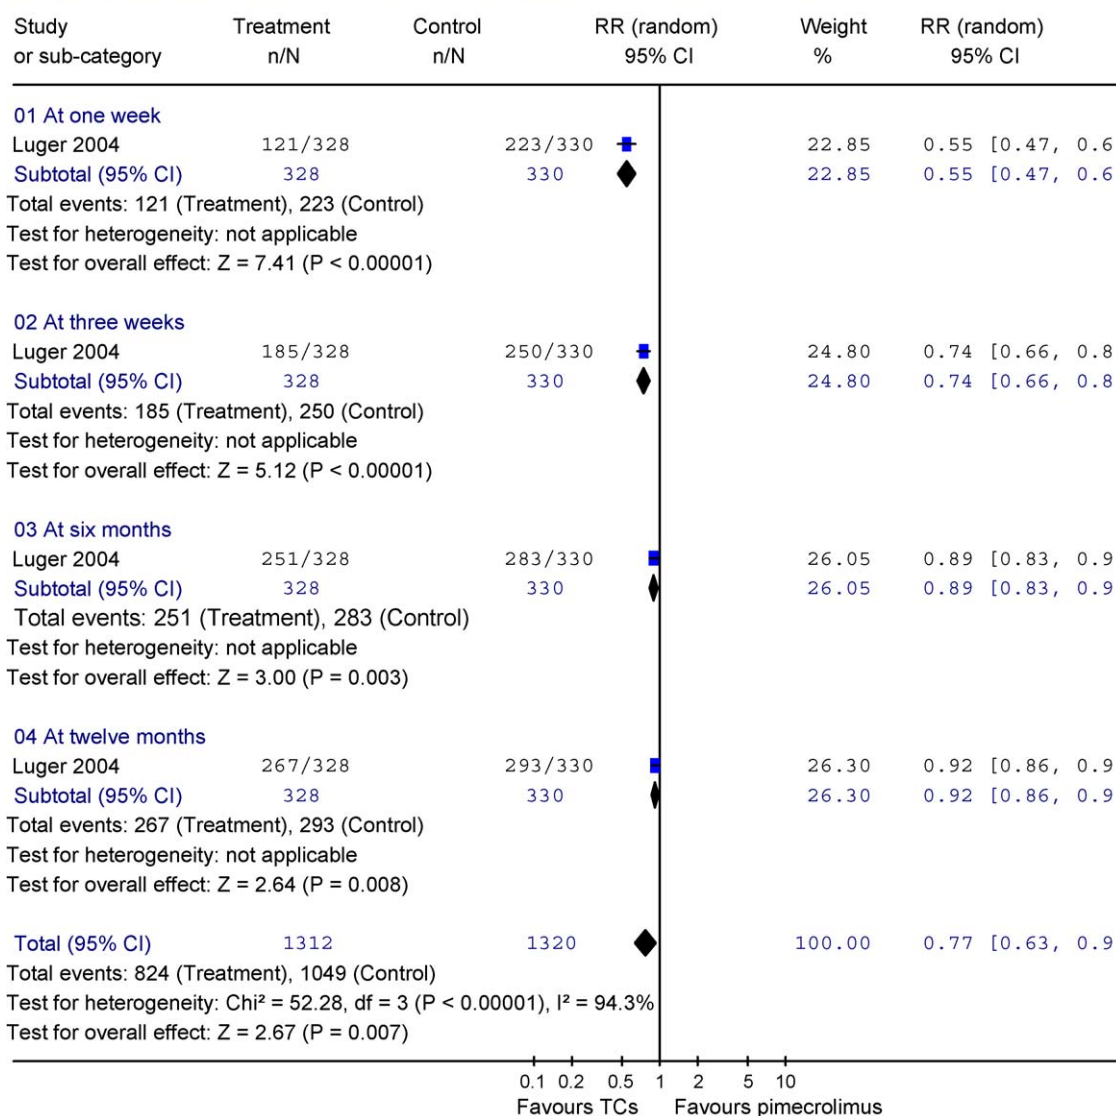 Study Treatment Control RR (random) Weight RR (random)
or sub-category n/N n/N 95% CI % 95% CI
01 At one week
Luger 2004 121/328 223/330 22.85 0.55 [0.47, 0.6
Subtotal (95% CI) 328 330 22.85 0.55 [0.47, 0.6
Total events: 121 (Treatment), 223 (Control)
Test for heterogeneity: not applicable
Test for overall effect: Z = 7.41 (P < 0.00001)
02 At three weeks
Luger 2004 185/328 250/330 24.80 0.74 [0.66, 0.8
Subtotal (95% CI) 328 330 24.80 0.74 [0.66, 0.8
Total events: 185 (Treatment), 250 (Control)
Test for heterogeneity: not applicable
Test for overall effect: Z = 5.12 (P < 0.00001)
03 At six months
Luger 2004 251/328 283/330 26.05 0.89 [0.83, 0.9
Subtotal (95% CI) 328 330 26.05 0.89 [0.83, 0.9
Total events: 251 (Treatment), 283 (Control)
Test for heterogeneity: not applicable
Test for overall effect: Z = 3.00 (P = 0.003)
04 At twelve months
Luger 2004 267/328 293/330 26.30 0.92 [0.86, 0.9
Subtotal (95% CI) 328 330 26.30 0.92 [0.86, 0.9
Total events: 267 (Treatment), 293 (Control)
Test for heterogeneity: not applicable
Test for overall effect: Z = 2.64 (P = 0.008)
Total (95% CI) 1312 1320 100.00 0.77 [0.63, 0.9
Total events: 824 (Treatment), 1049 (Control)
Test for heterogeneity: Chi² = 52.28, df = 3 (P < 0.00001), I² = 94.3%
Test for overall effect: Z = 2.67 (P = 0.007)
0.1 0.2 0.5 1 2 5 10
Favours TCs Favours pimecrolimus